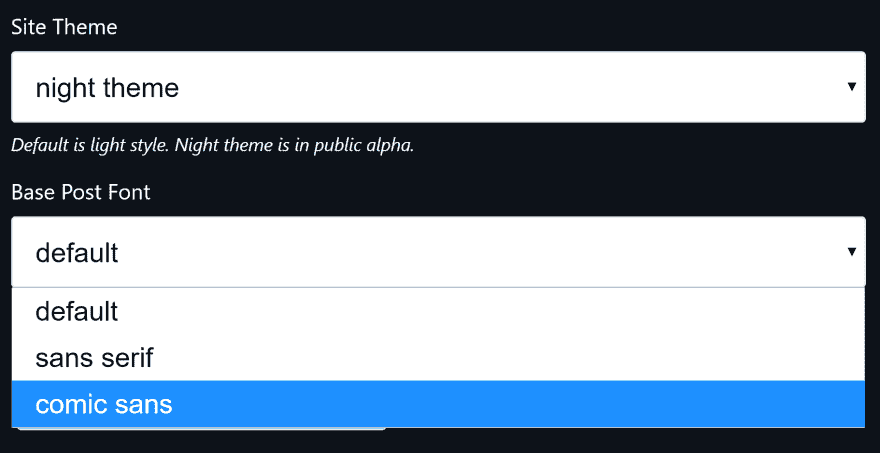 Site Theme
night theme
Default is light style. Night theme is in public alpha.
Base Post Font
default
default
sans serif
comic sans